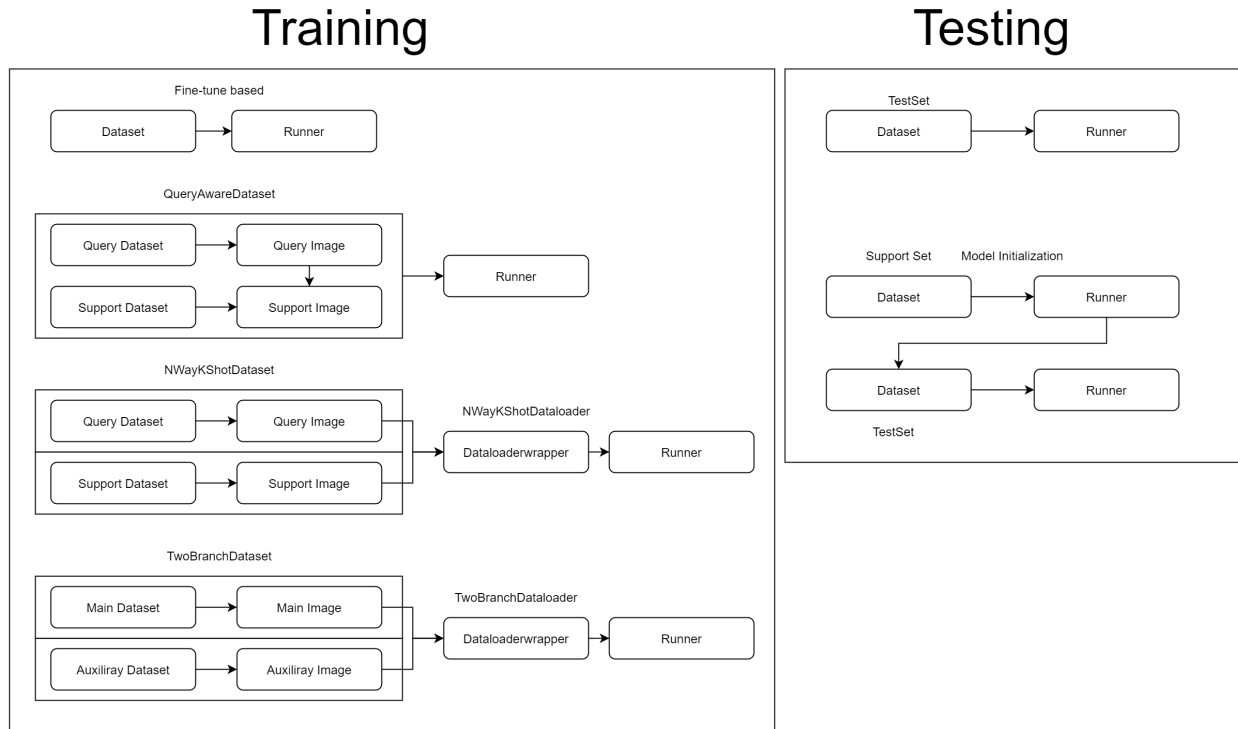 Training
Fine-tune based
Dataset
Runner
QueryAwareDataset
Query Dataset
Query Image
Support Dataset
Support Image
Runner
NWayKShotDataset
Query Dataset
Query Image
Support Dataset
Support Image
NWayKShotDataloader
Dataloaderwrapper
Runner
TwoBranchDataset
Main Dataset
Main Image
Auxiliray Dataset
Auxiliray Image
TwoBranchDataloader
Dataloaderwrapper
Runner
Testing
TestSet
Dataset
Runner
Support Set
Model Initialization
Dataset
Runner
Dataset
Runner
TestSet